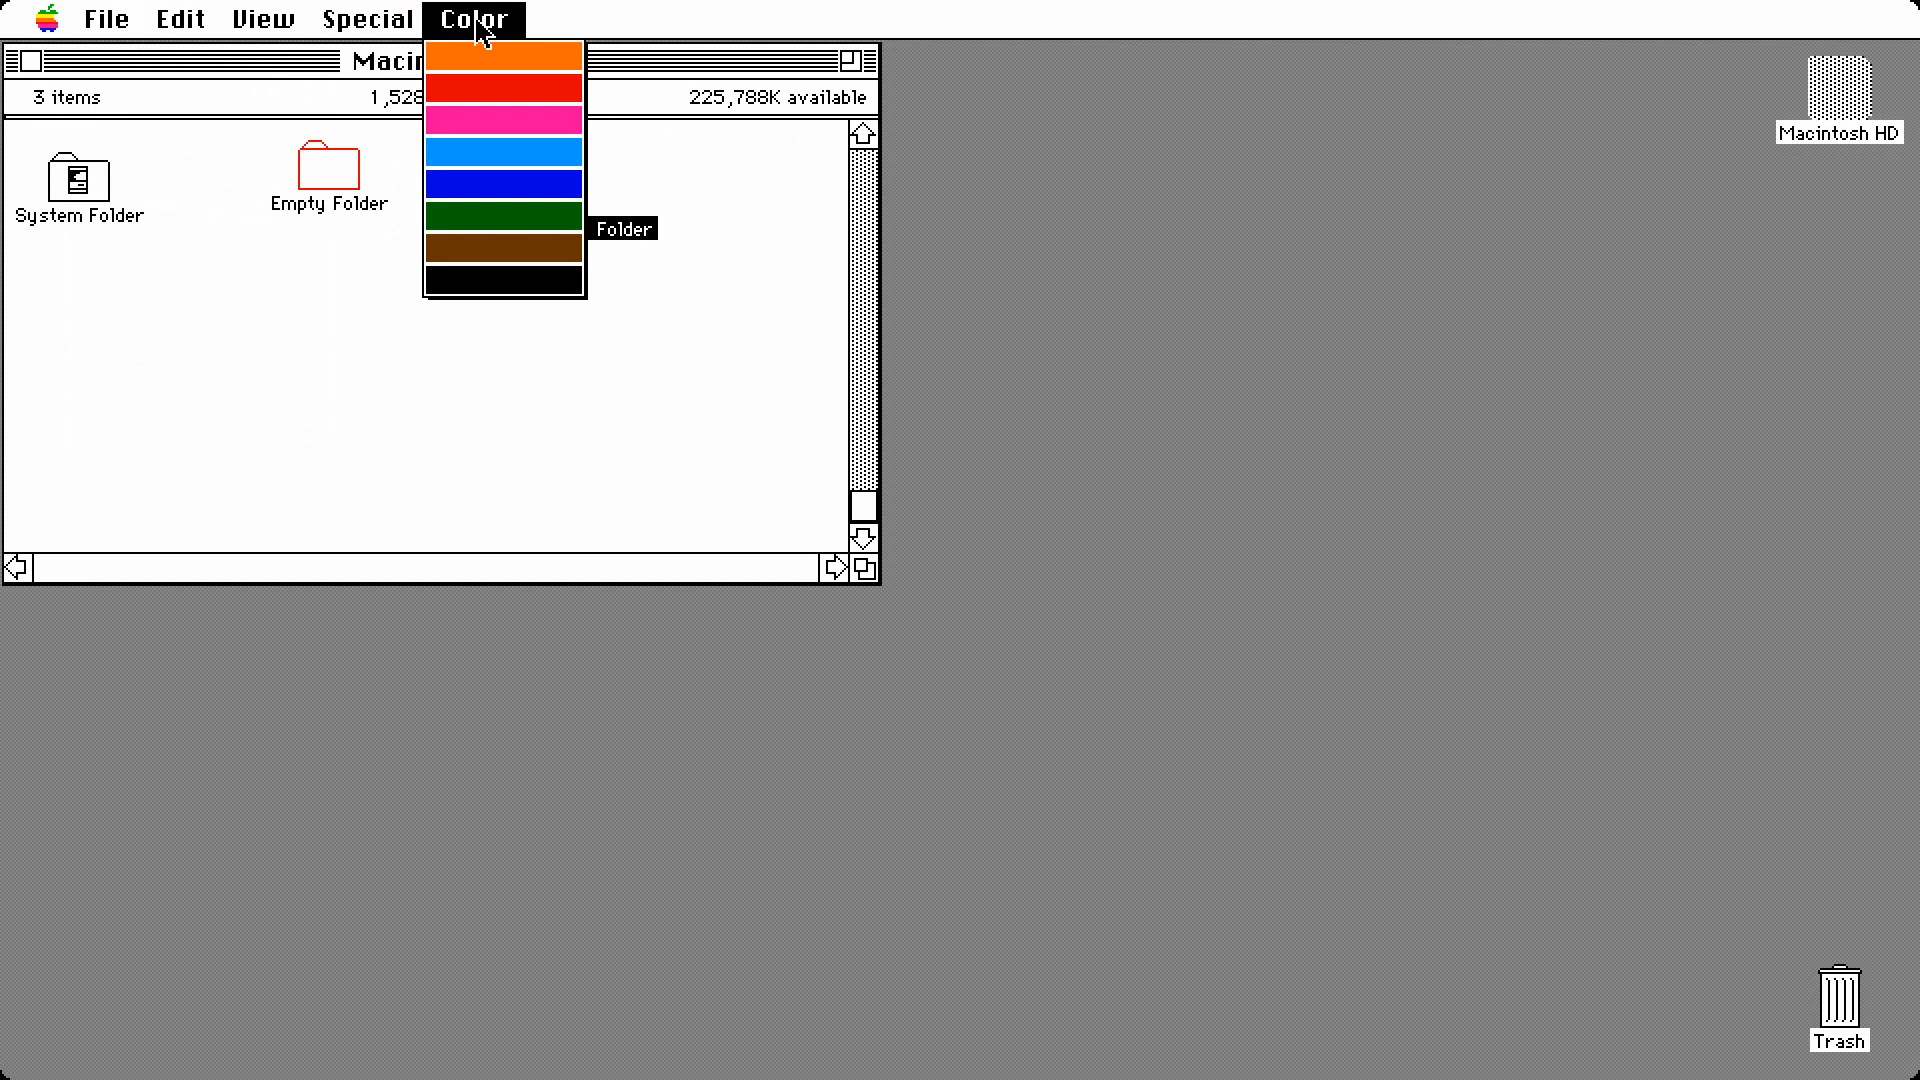 File Edit View Special Color
Macin
3 items 1,528 225,788K available
System Folder
Empty Folder
Folder
Macintosh HD
Trash